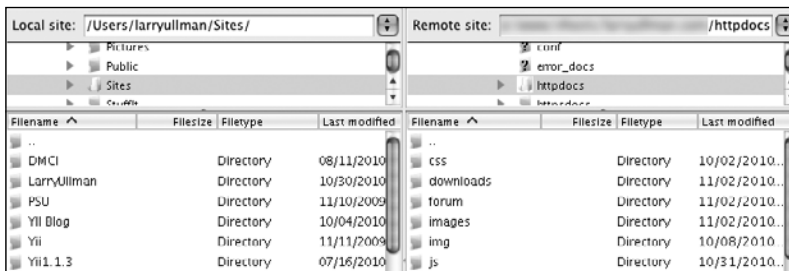 Local site: /Users/larryullman/Sites/
Pictures
Public
Sites
StuffIt
Filename Filesize Filetype Last modified
..
DMCI Directory 08/11/2010
LarryUllman Directory 10/30/2010
PSU Directory 11/10/2009
YII Blog Directory 10/04/2010
Yii Directory 11/11/2009
Yii1.1.3 Directory 07/16/2010
Remote site: /httpdocs
conf
error_docs
httpdocs
httpsdocs
Filename Filesize Filetype Last modified
..
css Directory 10/02/2010...
downloads Directory 11/02/2010...
forum Directory 11/02/2010...
images Directory 11/02/2010...
img Directory 10/08/2010...
js Directory 10/31/2010...